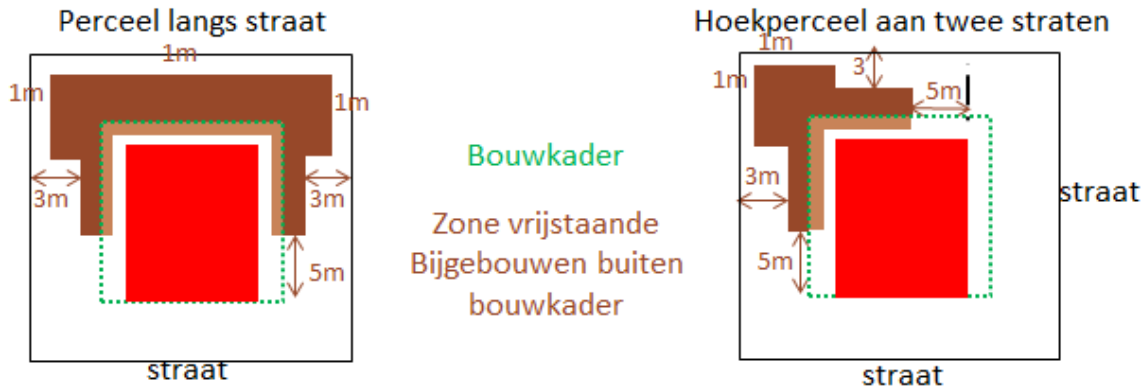 Perceel langs straat
1m
1m
1m
3m
3m
5m
straat
Bouwkader
Zone vrijstaande
Bijgebouwen buiten
bouwkader
Hoekperceel aan twee straten
1m
1m
3
5m
3m
5m
straat
straat